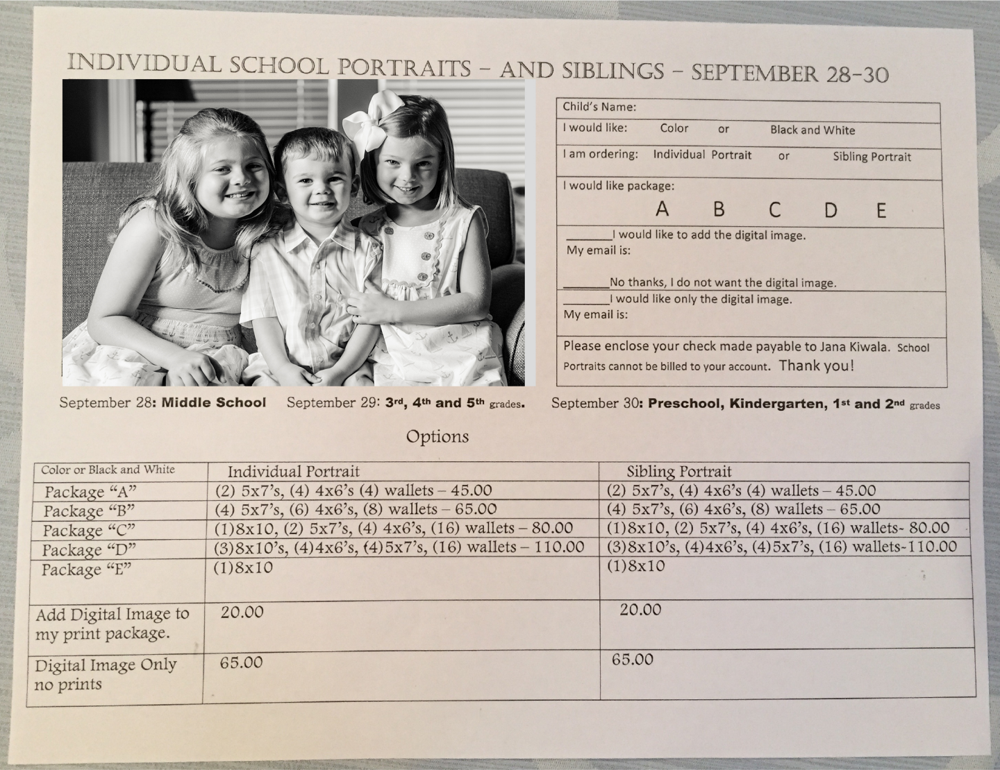 INDIVIDUAL SCHOOL PORTRAITS – AND SIBLINGS – SEPTEMBER 28-30
Child's Name:
I would like: Color or Black and White
I am ordering: Individual Portrait or Sibling Portrait
I would like package:
A B C D E
_______I would like to add the digital image.
My email is:
_______No thanks, I do not want the digital image.
_______I would like only the digital image.
My email is:
Please enclose your check made payable to Jana Kiwala. School
Portraits cannot be billed to your account. Thank you!
September 28: Middle School September 29: 3rd, 4th and 5th grades. September 30: Preschool, Kindergarten, 1st and 2nd grades
Options
Color or Black and White Individual Portrait Sibling Portrait
Package “A” (2) 5x7’s, (4) 4x6’s (4) wallets – 45.00 (2) 5x7’s, (4) 4x6’s (4) wallets – 45.00
Package “B” (4) 5x7’s, (6) 4x6’s, (8) wallets – 65.00 (4) 5x7’s, (6) 4x6’s, (8) wallets – 65.00
Package “C” (1)8x10, (2) 5x7’s, (4) 4x6’s, (16) wallets – 80.00 (1)8x10, (2) 5x7’s, (4) 4x6’s, (16) wallets- 80.00
Package “D” (3)8x10’s, (4)4x6’s, (4)5x7’s, (16) wallets – 110.00 (3)8x10’s, (4)4x6’s, (4)5x7’s, (16) wallets-110.00
Package “E” (1)8x10 (1)8x10
Add Digital Image to 20.00 20.00
my print package.
Digital Image Only 65.00 65.00
no prints